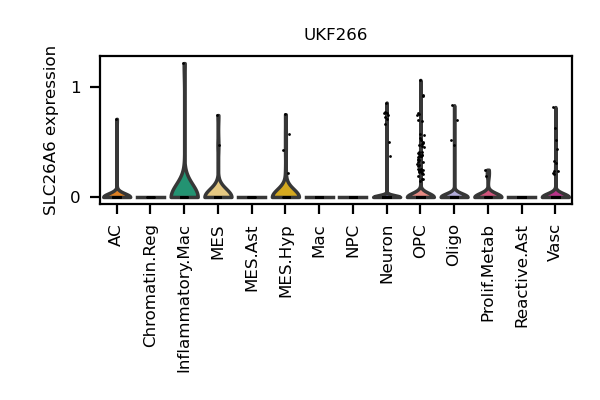 UKF266
SLC26A6 expression
1
0
AC
Chromatin.Reg
Inflammatory.Mac
MES
MES.Ast
MES.Hyp
Mac
NPC
Neuron
OPC
Oligo
Prolif.Metab
Reactive.Ast
Vasc